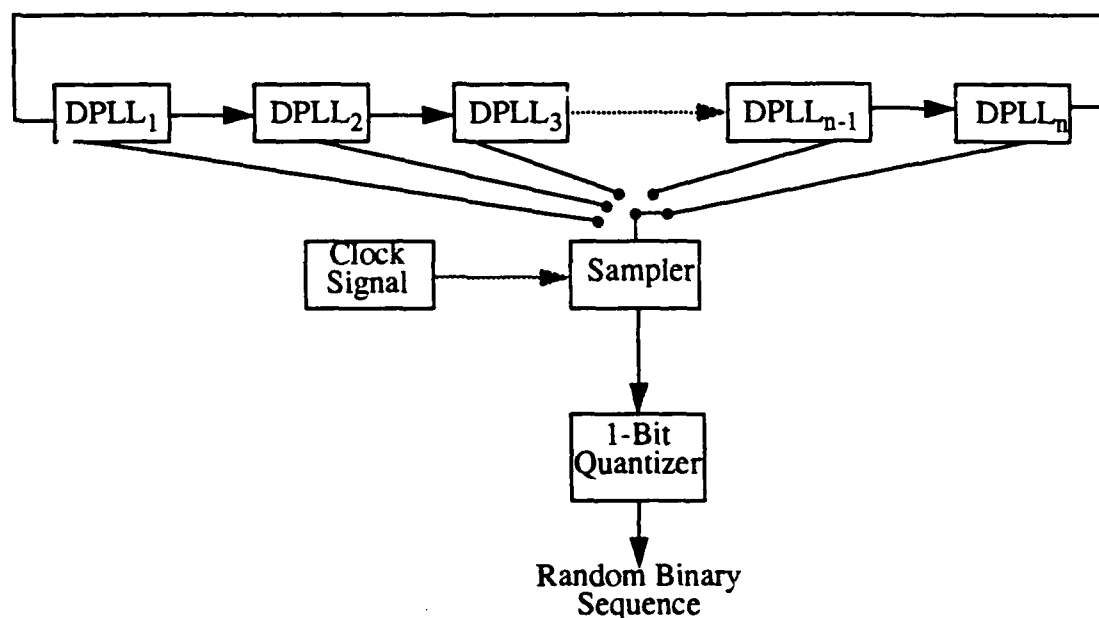 DPLL1
DPLL2
DPLL3
DPLLn-1
DPLLn
Clock
Signal
Sampler
1-Bit
Quantizer
Random Binary
Sequence